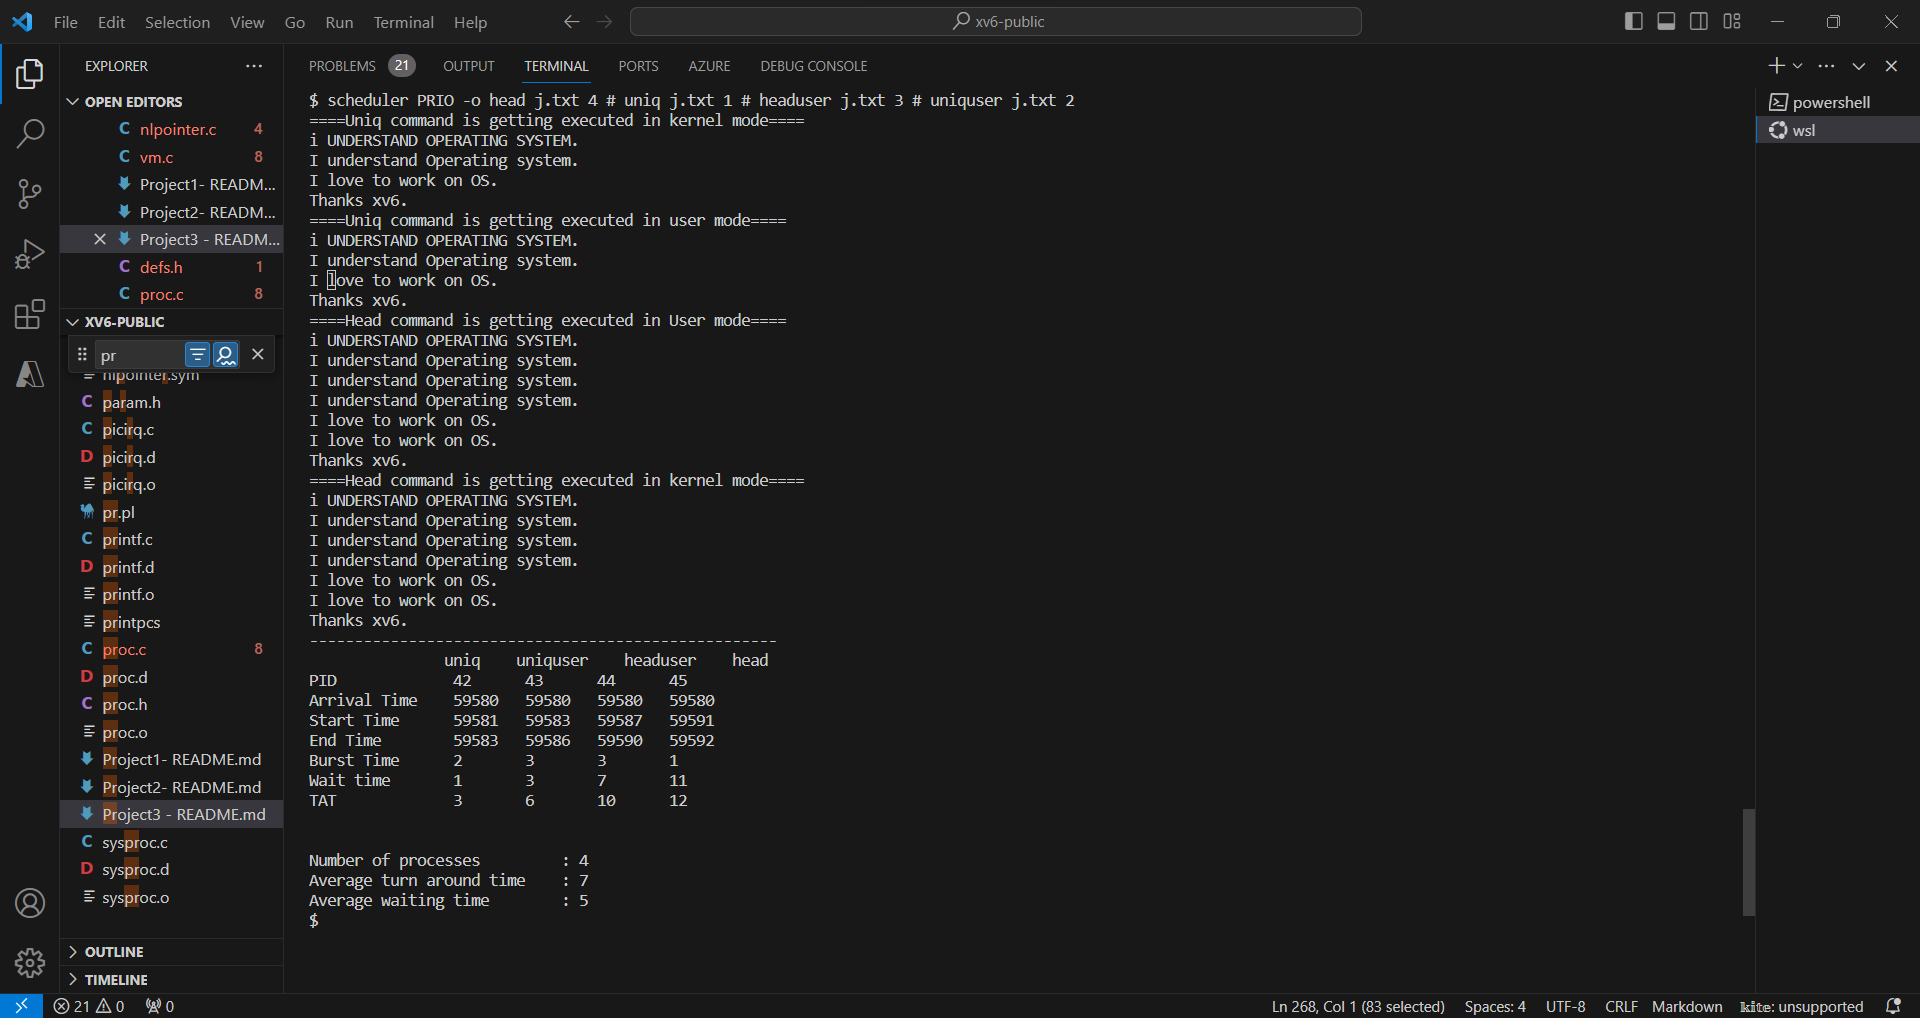 File Edit Selection View Go Run Terminal Help
xv6-public
EXPLORER
OPEN EDITORS
C nlpointer.c 4
C vm.c 8
Project1- READM...
Project2- READM...
Project3 - READM...
C defs.h 1
C proc.c 8
XV6-PUBLIC
pr
nlpointer.sym
C param.h
C picirq.c
D picirq.d
picirq.o
pr.pl
C printf.c
D printf.d
printf.o
printpcs
C proc.c 8
D proc.d
C proc.h
proc.o
Project1- README.md
Project2- README.md
Project3 - README.md
C sysproc.c
D sysproc.d
sysproc.o
OUTLINE
TIMELINE
PROBLEMS 21 OUTPUT TERMINAL PORTS AZURE DEBUG CONSOLE
$ scheduler PRIO -o head j.txt 4 # uniq j.txt 1 # headuser j.txt 3 # uniquser j.txt 2
====Uniq command is getting executed in kernel mode====
i UNDERSTAND OPERATING SYSTEM.
I understand Operating system.
I love to work on OS.
Thanks xv6.
====Uniq command is getting executed in user mode====
i UNDERSTAND OPERATING SYSTEM.
I understand Operating system.
I love to work on OS.
Thanks xv6.
====Head command is getting executed in User mode====
i UNDERSTAND OPERATING SYSTEM.
I understand Operating system.
I understand Operating system.
I understand Operating system.
I love to work on OS.
I love to work on OS.
Thanks xv6.
====Head command is getting executed in kernel mode====
i UNDERSTAND OPERATING SYSTEM.
I understand Operating system.
I understand Operating system.
I understand Operating system.
I love to work on OS.
I love to work on OS.
Thanks xv6.
----------------------------------------------------
uniq uniquser headuser head
PID 42 43 44 45
Arrival Time 59580 59580 59580 59580
Start Time 59581 59583 59587 59591
End Time 59583 59586 59590 59592
Burst Time 2 3 3 1
Wait time 1 3 7 11
TAT 3 6 10 12
Number of processes : 4
Average turn around time : 7
Average waiting time : 5
$
powershell
wsl
21 0 0
Ln 268, Col 1 (83 selected) Spaces: 4 UTF-8 CRLF Markdown kite: unsupported